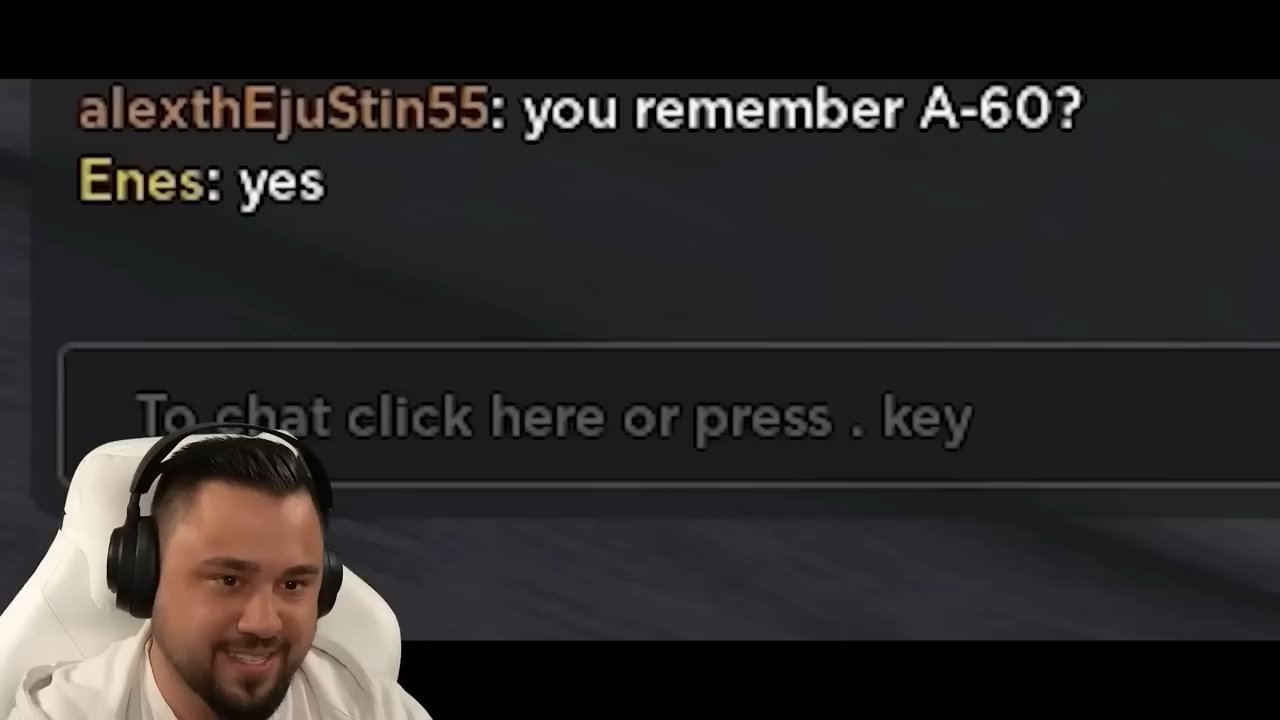 alexthEjuStin55: you remember A-60?
Enes: yes
To chat click here or press . key